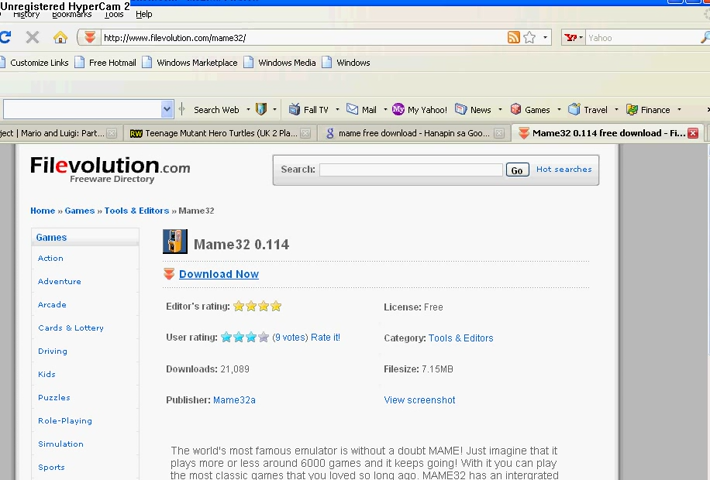 Unregistered HyperCam 2
History Bookmarks Tools Help
http://www.filevolution.com/mame32/
Y! Yahoo
Customize Links Free Hotmail Windows Marketplace Windows Media Windows
Search Web Fall TV Mail My Yahoo! News Games Travel Finance
ject | Mario and Luigi: Part... Teenage Mutant Hero Turtles (UK 2 Pla... mame free download - Hanapin sa Goo... Mame32 0.114 free download - Fi...
Filevolution.com
Freeware Directory
Search: Go Hot searches
Home » Games » Tools & Editors » Mame32
Games
Action
Adventure
Arcade
Cards & Lottery
Driving
Kids
Puzzles
Role-Playing
Simulation
Sports
Mame32 0.114
Download Now
Editor's rating: License: Free
User rating: (9 votes) Rate it! Category: Tools & Editors
Downloads: 21,089 Filesize: 7.15MB
Publisher: Mame32a View screenshot
The world's most famous emulator is without a doubt MAME! Just imagine that it
plays more or less around 6000 games and it keeps going! With it you can play
the most classic games that you loved so long ago. MAME32 has an intergrated